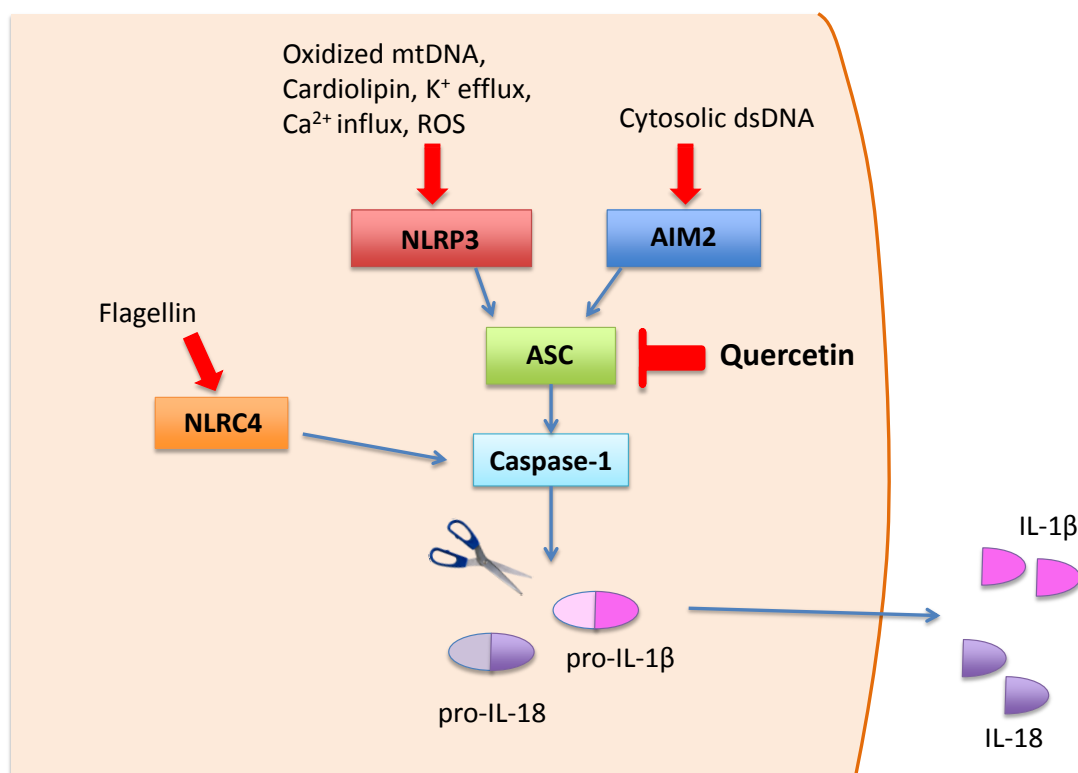 Oxidized mtDNA,
Cardiolipin, K⁺ efflux,
Ca²⁺ influx, ROS
Cytosolic dsDNA
NLRP3
AIM2
Flagellin
ASC
Quercetin
NLRC4
Caspase-1
IL-1β
pro-IL-1β
pro-IL-18
IL-18